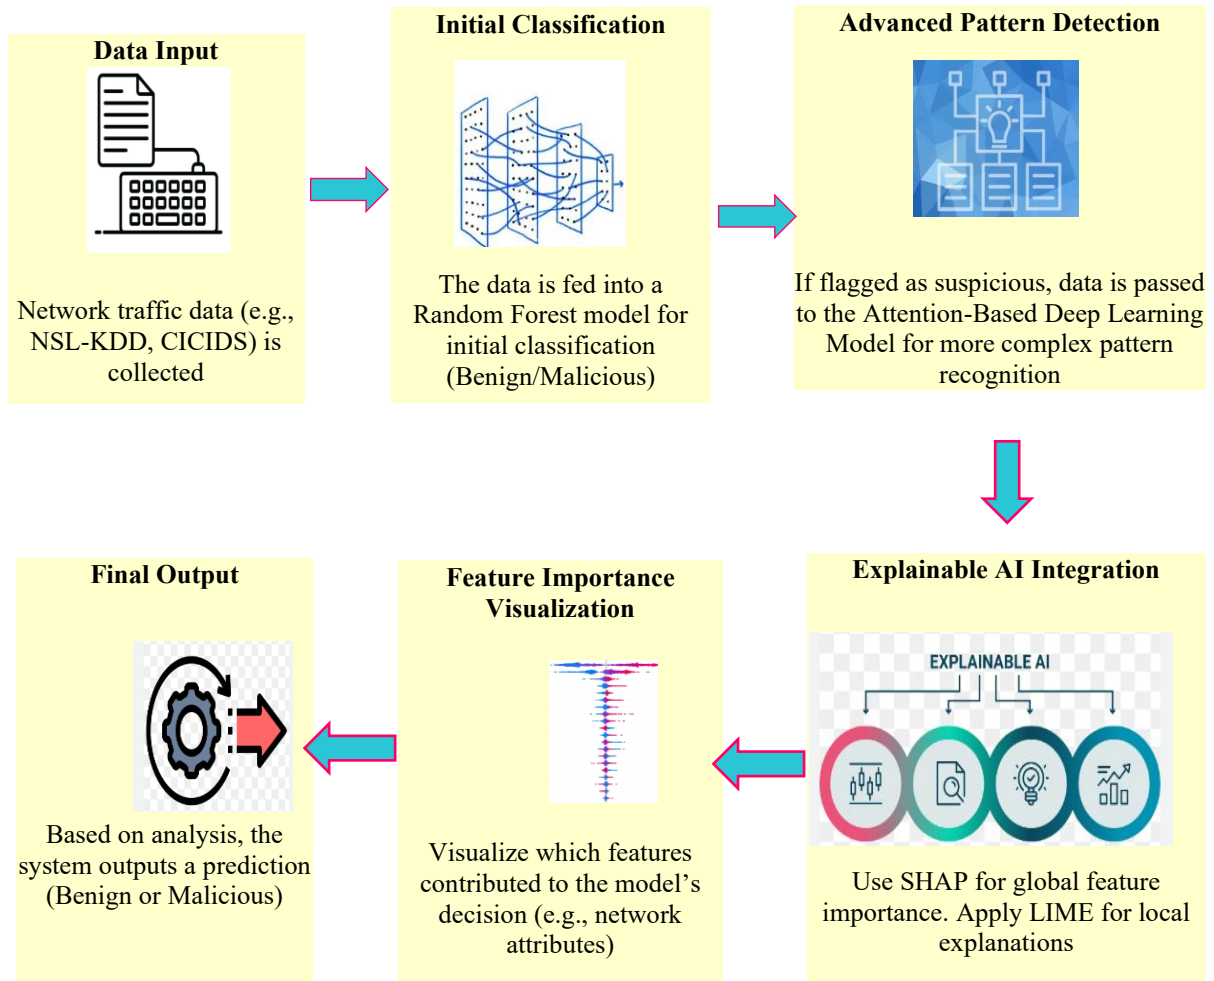 Data Input
Network traffic data (e.g.,
NSL-KDD, CICIDS) is
collected
Initial Classification
The data is fed into a
Random Forest model for
initial classification
(Benign/Malicious)
Advanced Pattern Detection
If flagged as suspicious, data is passed
to the Attention-Based Deep Learning
Model for more complex pattern
recognition
Explainable AI Integration
EXPLAINABLE AI
Use SHAP for global feature
importance. Apply LIME for local
explanations
Feature Importance
Visualization
Visualize which features
contributed to the model’s
decision (e.g., network
attributes)
Final Output
Based on analysis, the
system outputs a prediction
(Benign or Malicious)